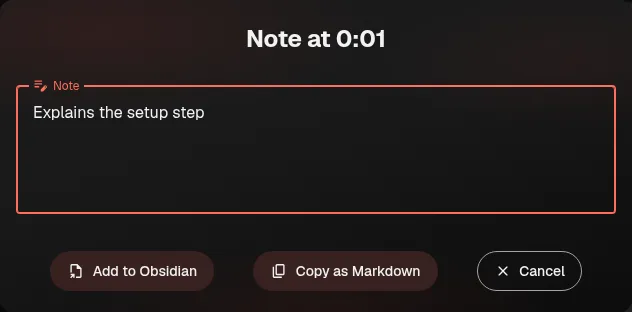 Note at 0:01
Note
Explains the setup step
Add to Obsidian
Copy as Markdown
Cancel